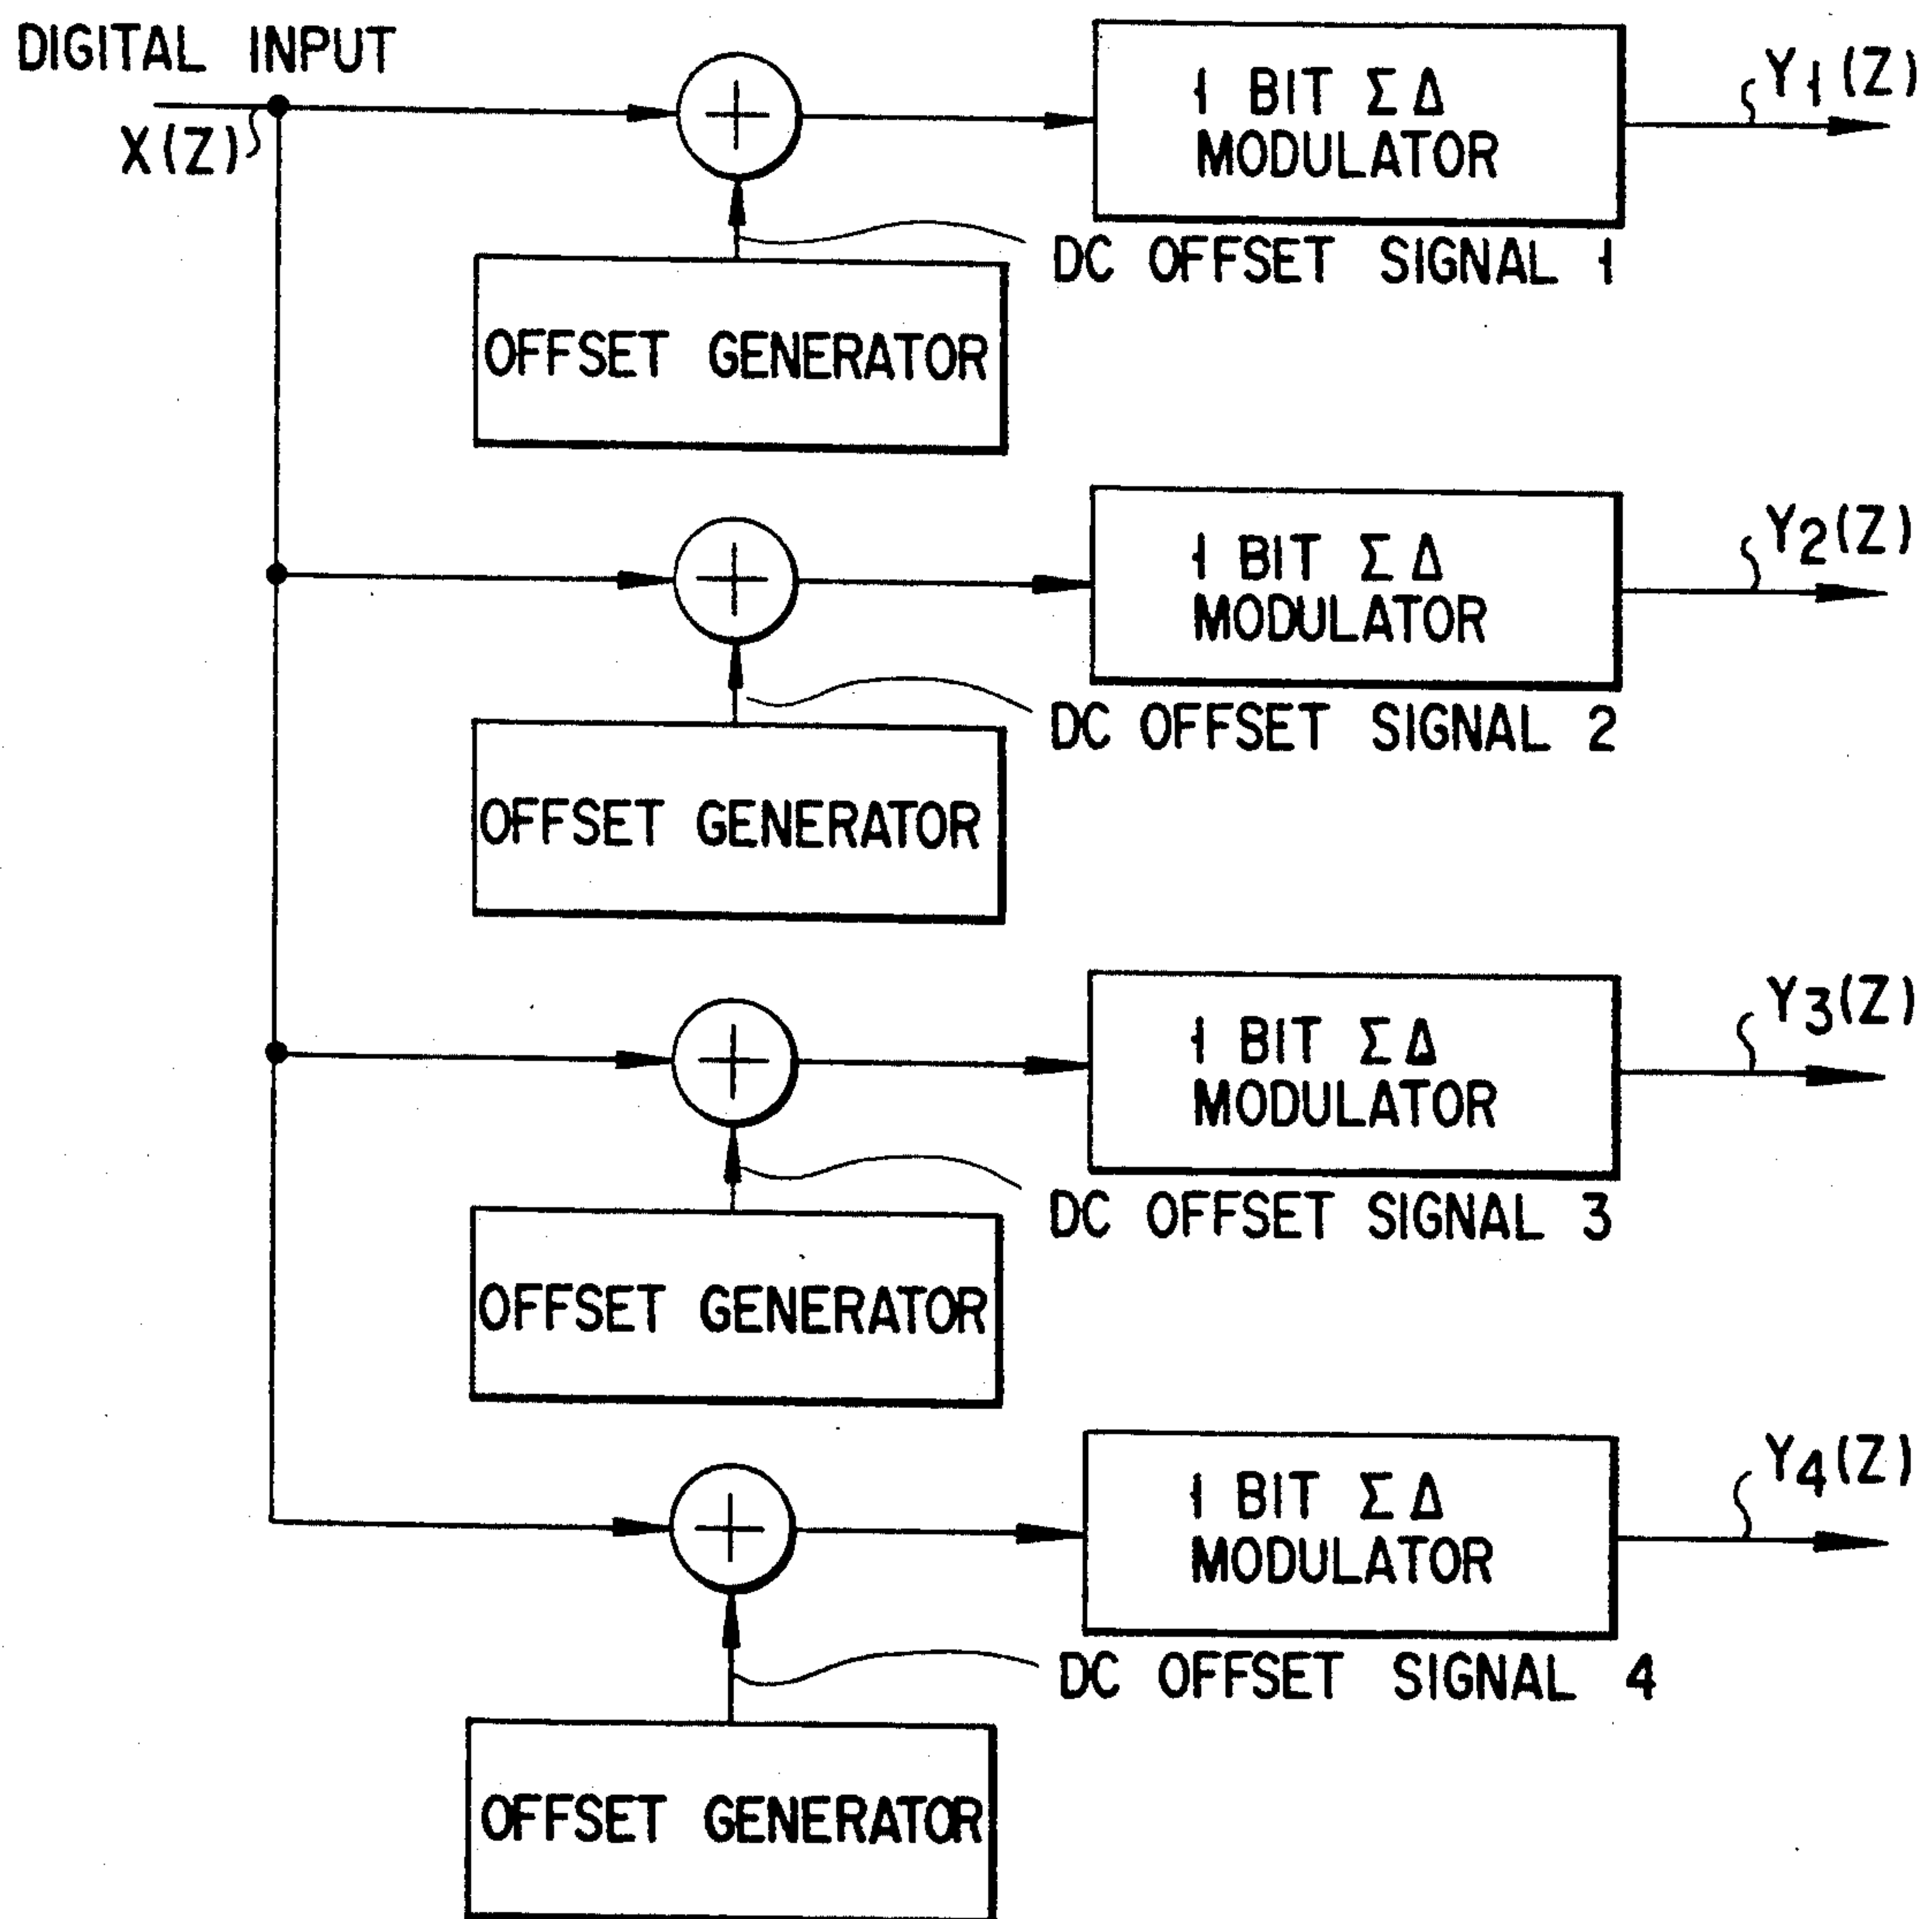 DIGITAL INPUT
X(Z)
1 BIT ΣΔ
MODULATOR
Y1(Z)
DC OFFSET SIGNAL 1
OFFSET GENERATOR
1 BIT ΣΔ
MODULATOR
Y2(Z)
DC OFFSET SIGNAL 2
OFFSET GENERATOR
1 BIT ΣΔ
MODULATOR
Y3(Z)
DC OFFSET SIGNAL 3
OFFSET GENERATOR
1 BIT ΣΔ
MODULATOR
Y4(Z)
DC OFFSET SIGNAL 4
OFFSET GENERATOR